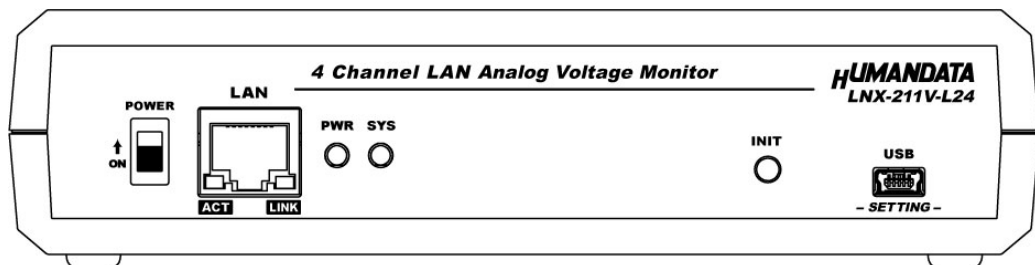 4 Channel LAN Analog Voltage Monitor
HUMANDATA
LNX-211V-L24
POWER
ON
LAN
ACT
LINK
PWR
SYS
INIT
USB
– SETTING –